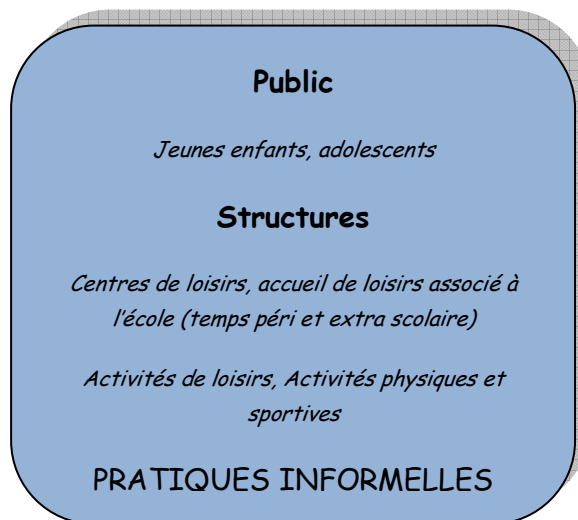 Public
Jeunes enfants, adolescents
Structures
Centres de loisirs, accueil de loisirs associé à
l’école (temps péri et extra scolaire)
Activités de loisirs, Activités physiques et
sportives
PRATIQUES INFORMELLES